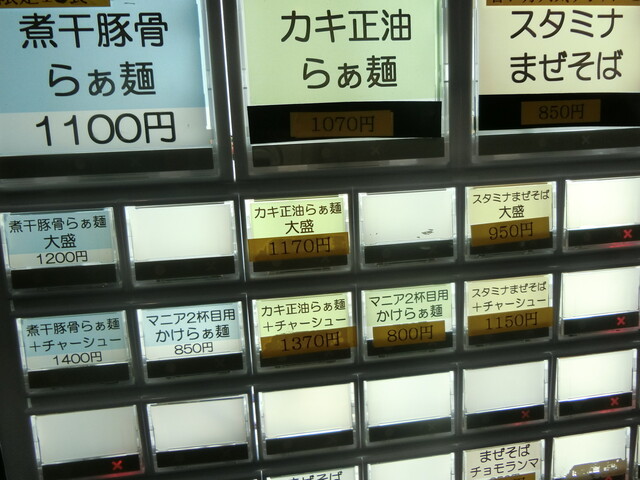 煮干豚骨
らぁ麺
1100円
カキ正油
らぁ麺
1070円
スタミナ
まぜそば
850円
煮干豚骨らぁ麺
大盛
1200円
カキ正油らぁ麺
大盛
1170円
スタミナまぜそば
大盛
950円
煮干豚骨らぁ麺
+チャーシュー
1400円
マニア2杯目用
かけらぁ麺
850円
カキ正油らぁ麺
+チャーシュー
1370円
マニア2杯目用
かけらぁ麺
800円
スタミナまぜそば
+チャーシュー
1150円
まぜそば
まぜそば
チョモランマ